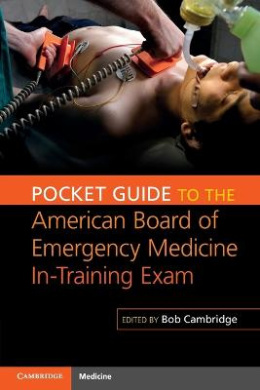 POCKET GUIDE TO THE
American Board of
Emergency Medicine
In-Training Exam
EDITED BY Bob Cambridge
CAMBRIDGE Medicine